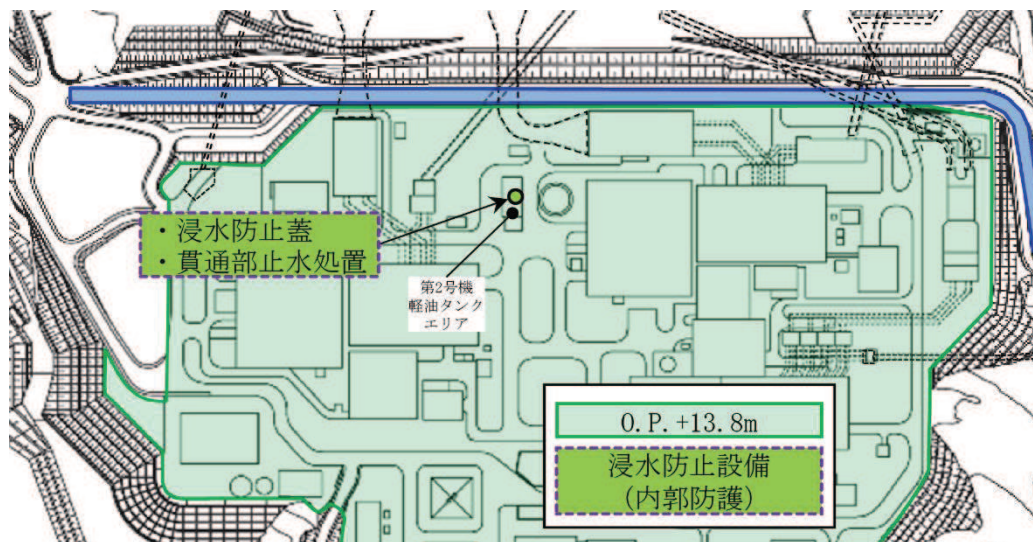 ・浸水防止蓋
・貫通部止水処置
第2号機
軽油タンク
エリア
O.P.+13.8m
浸水防止設備
(内郭防護)